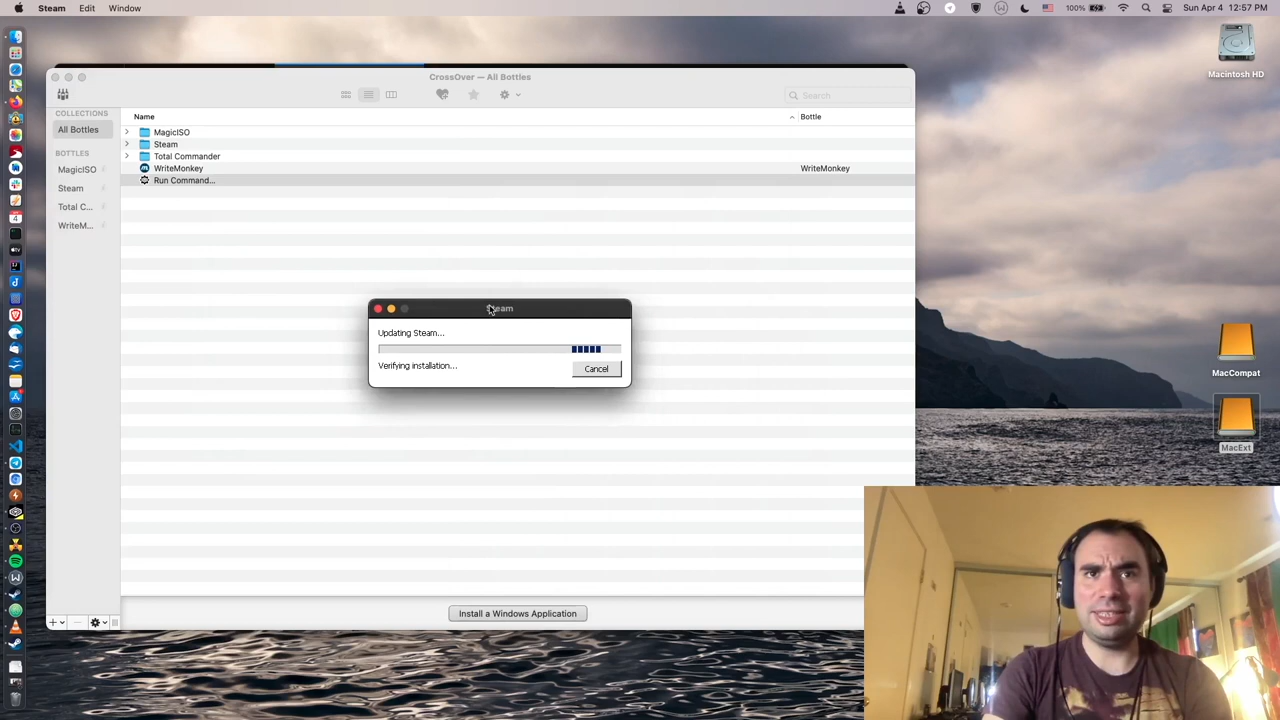 Steam Edit Window
100% Sun Apr 4 12:57 PM
CrossOver — All Bottles
Search
COLLECTIONS
All Bottles
BOTTLES
MagicISO
Steam
Total C...
WriteM...
Name
Bottle
MagicISO
Steam
Total Commander
WriteMonkey
WriteMonkey
Run Command...
Steam
Updating Steam...
Verifying installation...
Cancel
Install a Windows Application
Macintosh HD
MacCompat
MacExt